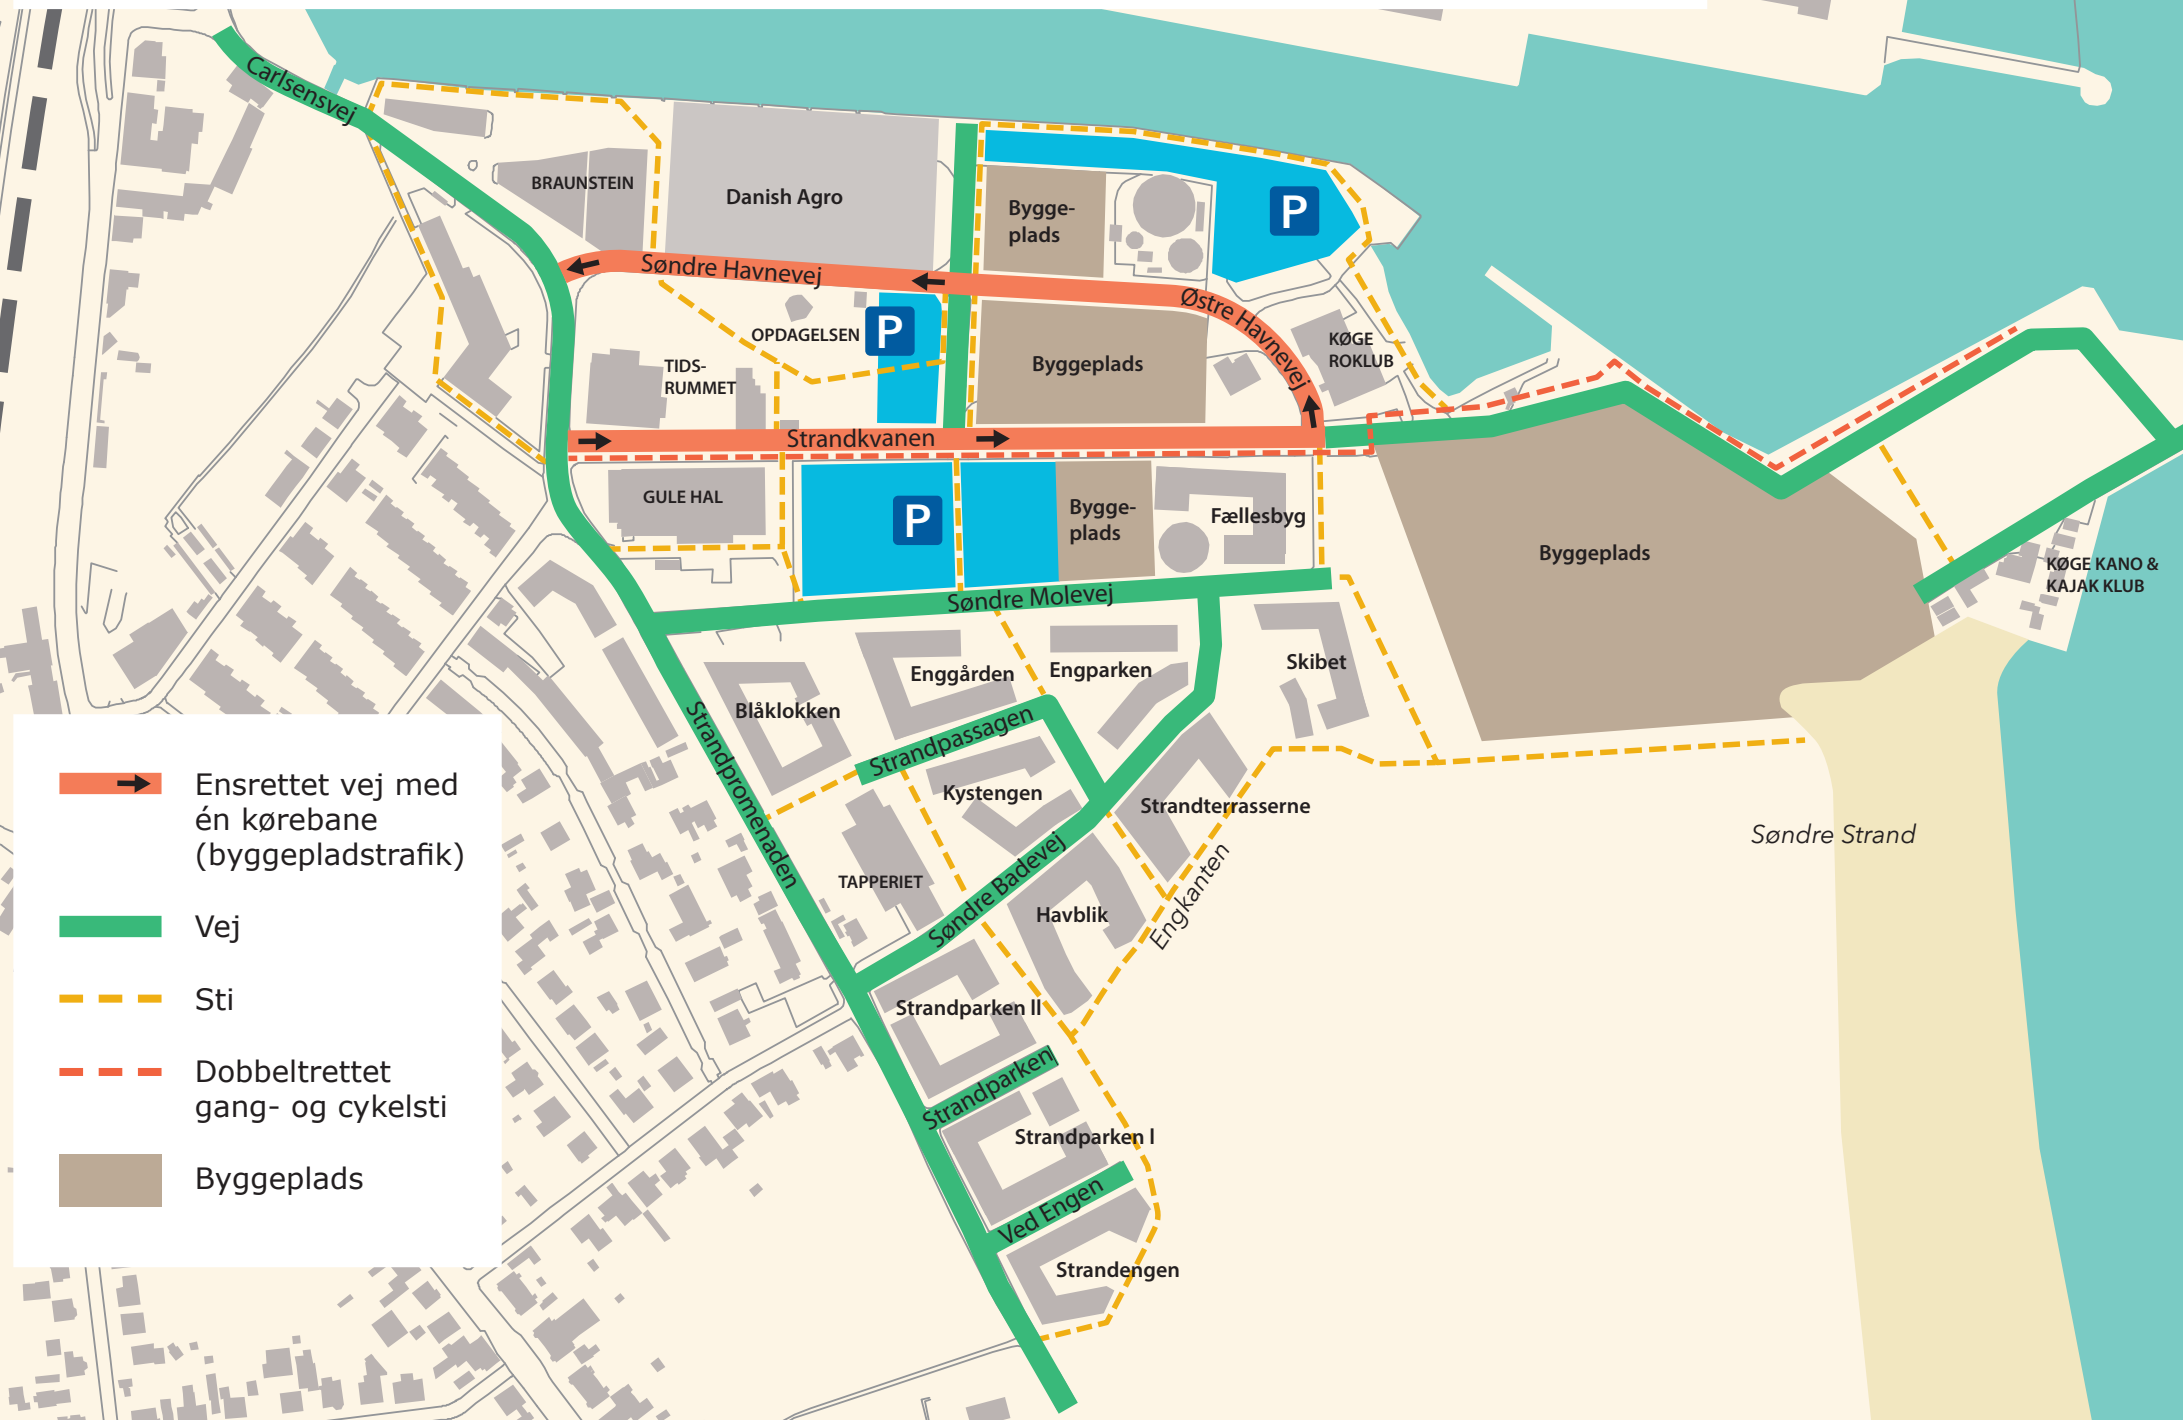 Carlsensvej
BRAUNSTEIN
Danish Agro
Bygge-
plads
P
Søndre Havnevej
Østre Havnevej
OPDAGELSEN
P
TIDS-
RUMMET
Byggeplads
KØGE
ROKLUB
Strandkvanen
GULE HAL
P
Bygge-
plads
Fællesbyg
Byggeplads
KØGE KANO &
KAJAK KLUB
Søndre Molevej
Enggården
Engparken
Skibet
Blåklokken
Strandpassagen
Strandpromenaden
Kystengen
Strandterrasserne
Søndre Strand
TAPPERIET
Søndre Badevej
Havblik
Engkanten
Strandparken II
Strandparken
Strandparken I
Ved Engen
Strandengen
Ensrettet vej med
én kørebane
(byggepladstrafik)
Vej
Sti
Dobbeltrettet
gang- og cykelsti
Byggeplads